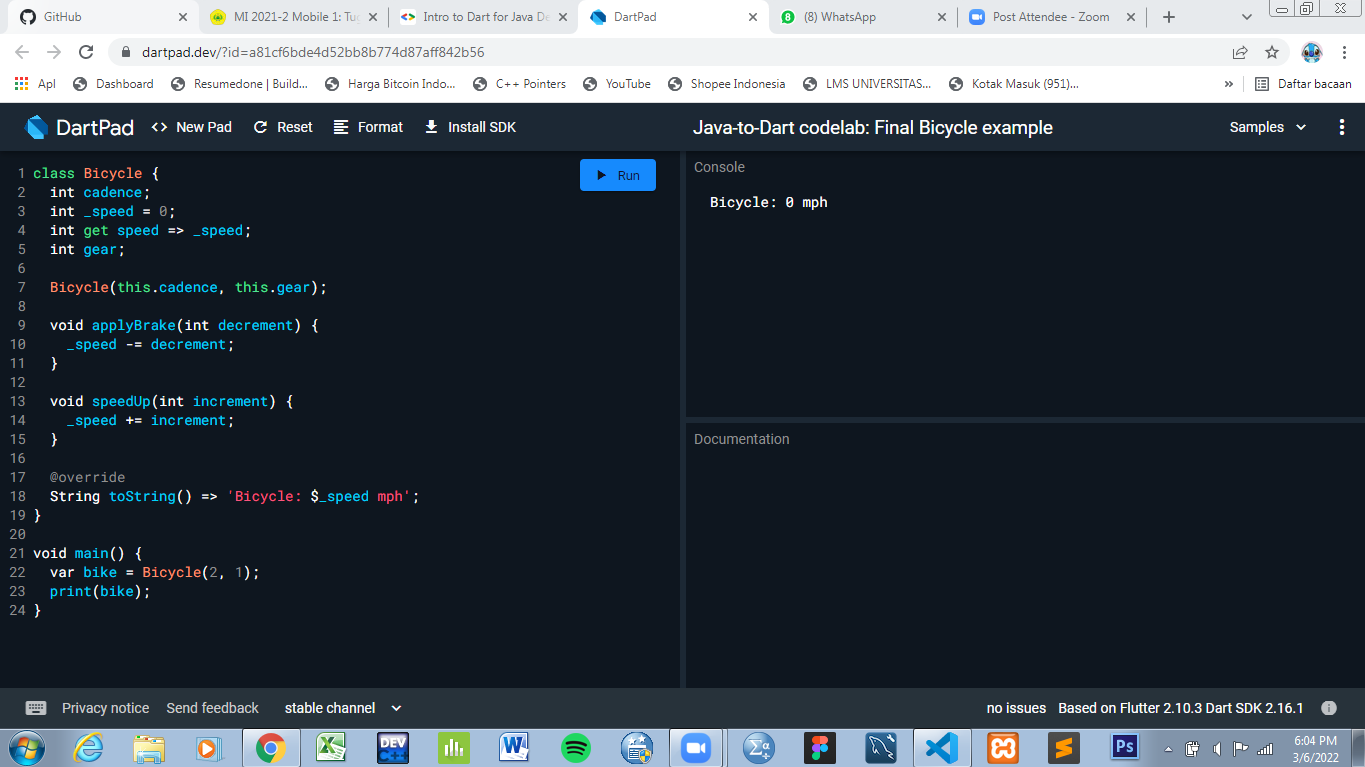 GitHub
MI 2021-2 Mobile 1: Tug
Intro to Dart for Java De
DartPad
(8) WhatsApp
Post Attendee - Zoom
dartpad.dev/?id=a81cf6bde4d52bb8b774d87aff842b56
Apl
Dashboard
Resumedone | Build...
Harga Bitcoin Indo...
C++ Pointers
YouTube
Shopee Indonesia
LMS UNIVERSITAS...
Kotak Masuk (951)...
»
Daftar bacaan
DartPad
<> New Pad
Reset
Format
Install SDK
Java-to-Dart codelab: Final Bicycle example
Samples
Run
1 class Bicycle {
2   int cadence;
3   int _speed = 0;
4   int get speed => _speed;
5   int gear;
6
7   Bicycle(this.cadence, this.gear);
8
9   void applyBrake(int decrement) {
10     _speed -= decrement;
11   }
12
13   void speedUp(int increment) {
14     _speed += increment;
15   }
16
17   @override
18   String toString() => 'Bicycle: $_speed mph';
19 }
20
21 void main() {
22   var bike = Bicycle(2, 1);
23   print(bike);
24 }
Console
Bicycle: 0 mph
Documentation
Privacy notice
Send feedback
stable channel
no issues
Based on Flutter 2.10.3 Dart SDK 2.16.1
DEV
C++
Ps
6:04 PM
3/6/2022